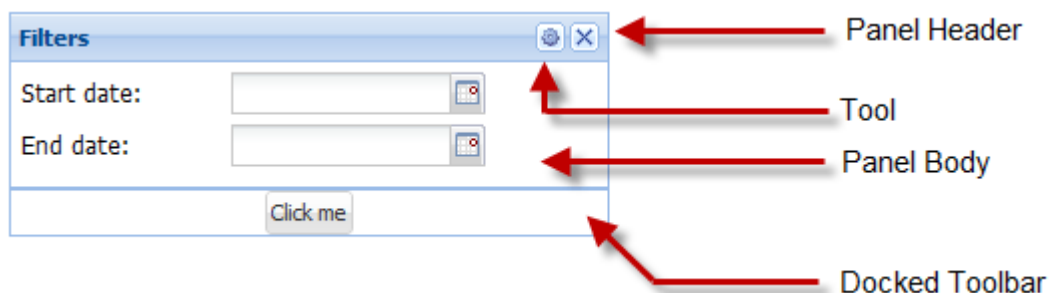 Filters
Panel Header
Start date:
Tool
End date:
Panel Body
Click me
Docked Toolbar